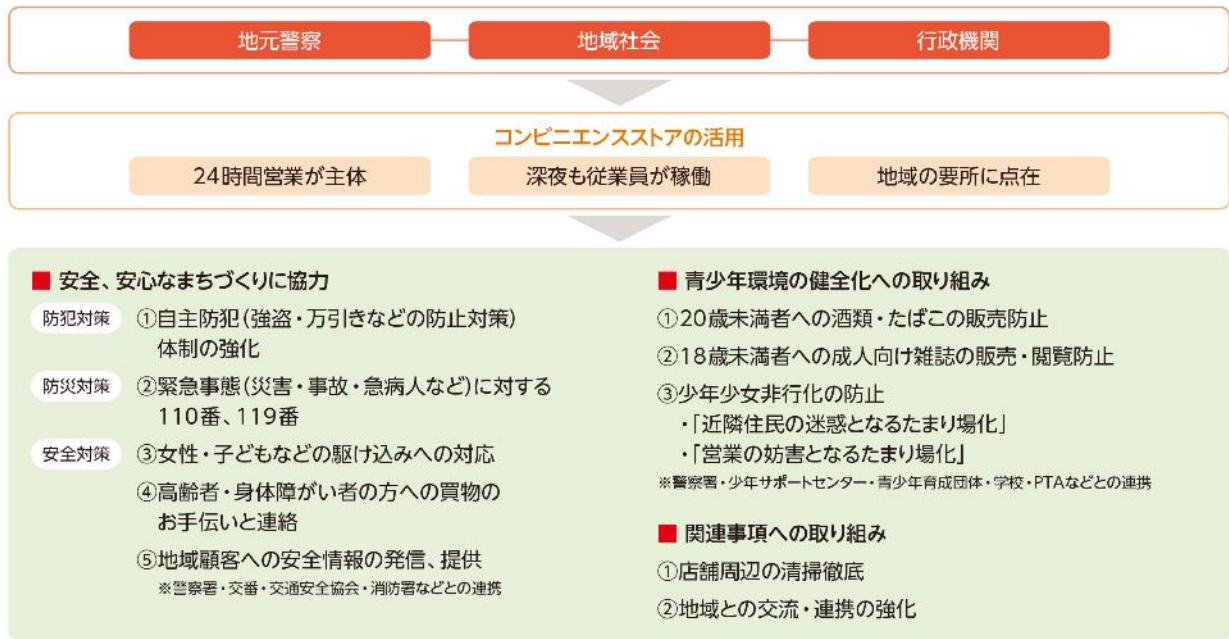 地元警察
地域社会
行政機関
コンビニエンスストアの活用
24時間営業が主体
深夜も従業員が稼働
地域の要所に点在
■ 安全、安心なまちづくりに協力
防犯対策 ①自主防犯(強盗・万引きなどの防止対策)
体制の強化
防災対策 ②緊急事態(災害・事故・急病人など)に対する
110番、119番
安全対策 ③女性・子どもなどの駆け込みへの対応
④高齢者・身体障がい者の方への買物の
お手伝いと連絡
⑤地域顧客への安全情報の発信、提供
※警察署・交番・交通安全協会・消防署などとの連携
■ 青少年環境の健全化への取り組み
①20歳未満者への酒類・たばこの販売防止
②18歳未満者への成人向け雑誌の販売・閲覧防止
③少年少女非行化の防止
・「近隣住民の迷惑となるたまり場化」
・「営業の妨害となるたまり場化」
※警察署・少年サポートセンター・青少年育成団体・学校・PTAなどとの連携
■ 関連事項への取り組み
①店舗周辺の清掃徹底
②地域との交流・連携の強化